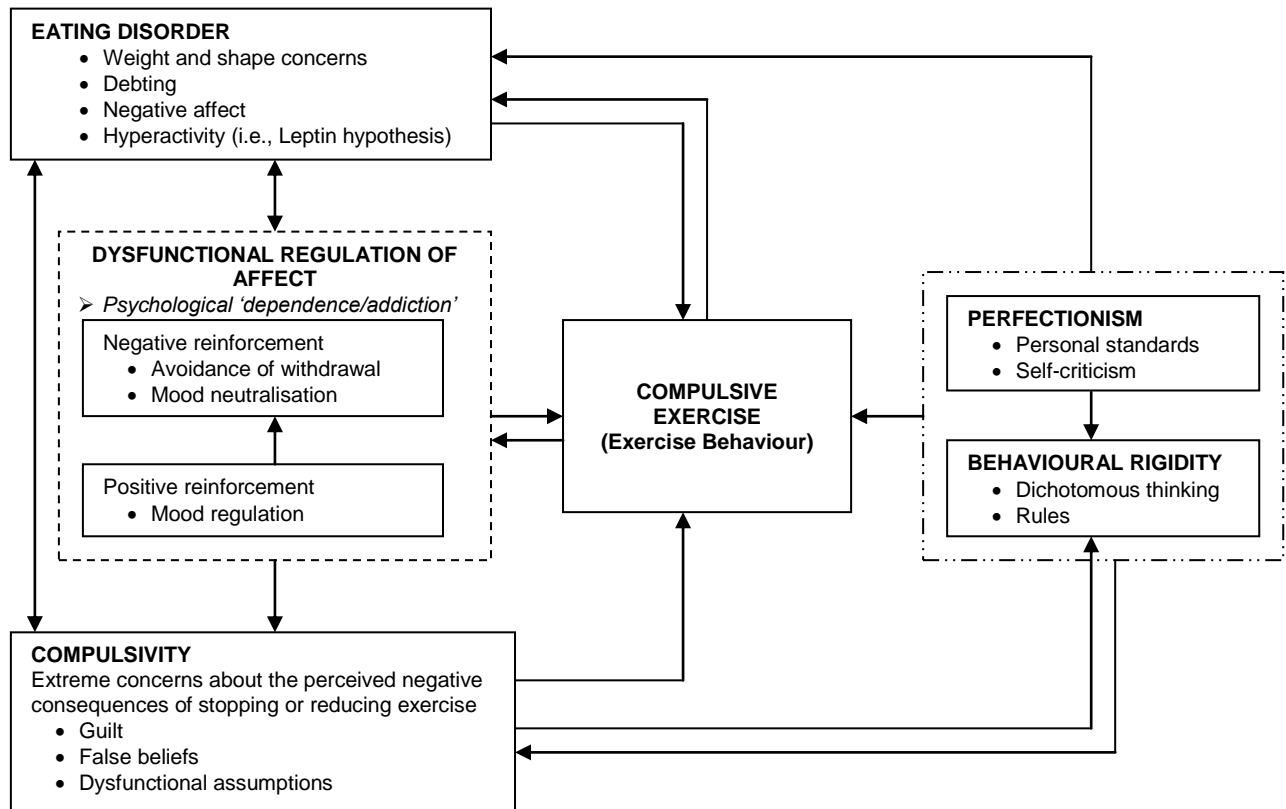 EATING DISORDER
• Weight and shape concerns
• Debting
• Negative affect
• Hyperactivity (i.e., Leptin hypothesis)
DYSFUNCTIONAL REGULATION OF
AFFECT
➢ Psychological ‘dependence/addiction’
Negative reinforcement
• Avoidance of withdrawal
• Mood neutralisation
Positive reinforcement
• Mood regulation
COMPULSIVE
EXERCISE
(Exercise Behaviour)
PERFECTIONISM
• Personal standards
• Self-criticism
BEHAVIOURAL RIGIDITY
• Dichotomous thinking
• Rules
COMPULSIVITY
Extreme concerns about the perceived negative
consequences of stopping or reducing exercise
• Guilt
• False beliefs
• Dysfunctional assumptions